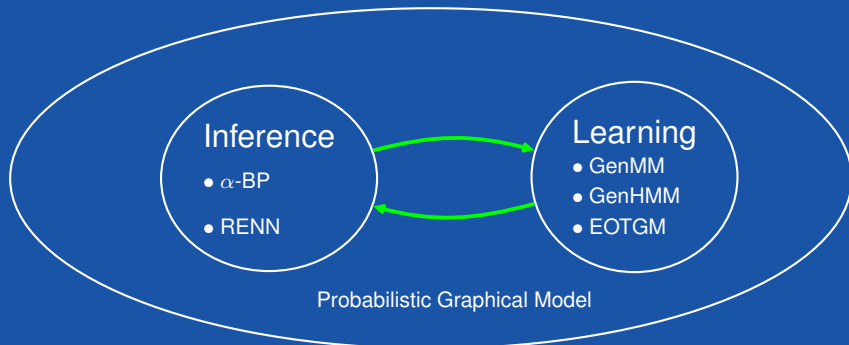 Inference
● α-BP
● RENN
Learning
● GenMM
● GenHMM
● EOTGM
Probabilistic Graphical Model